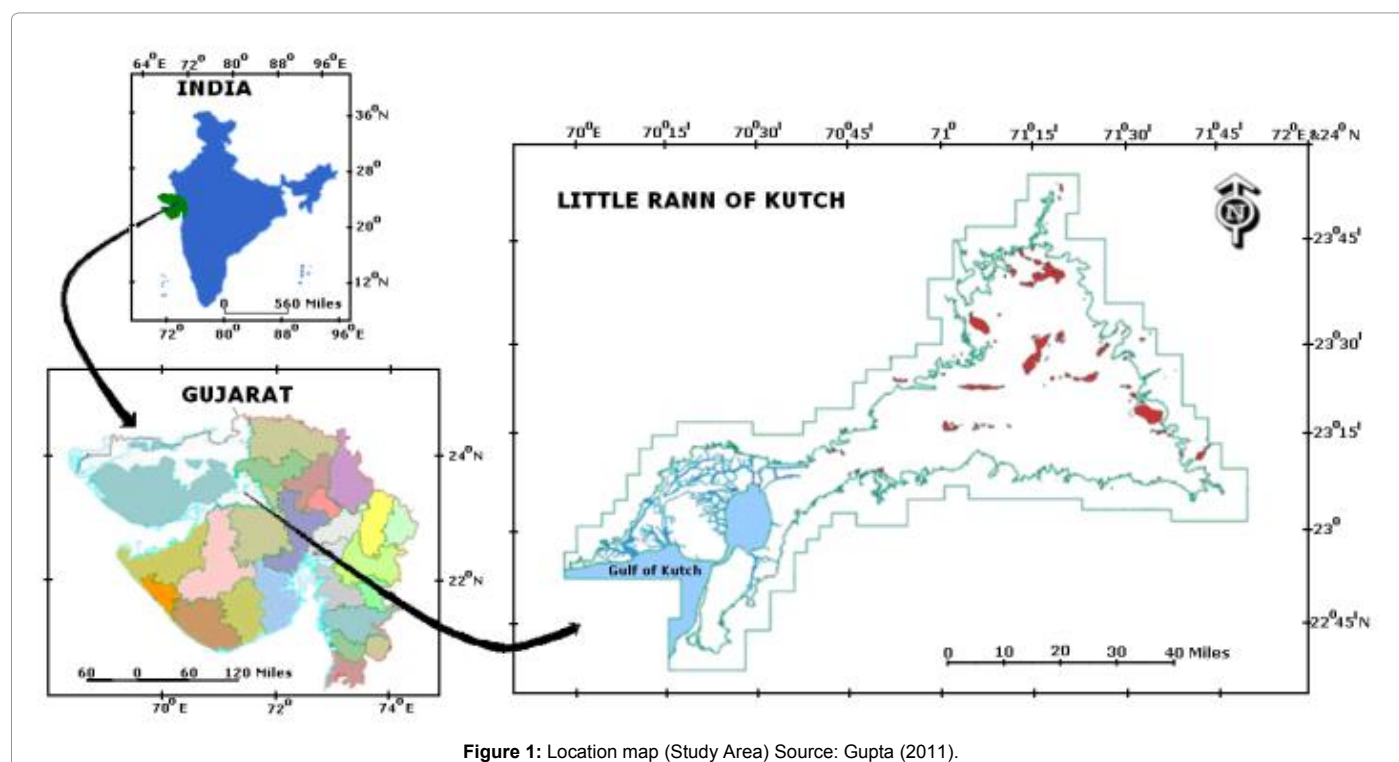 64°E 72° 80° 88° 96°E
INDIA
36°N
28°
20°
12°N
0 560 Miles
72° 80° 88° 96°E
GUJARAT
24°N
22°N
60 0 60 120 Miles
70°E 72° 74°E
70°E 70°15' 70°30' 70°45' 71° 71°15' 71°30' 71°45' 72°E &24°N
LITTLE RANN OF KUTCH
N
23°45'
23°30'
23°15'
23°
22°45'N
Gulf of Kutch
0 10 20 30 40 Miles
Figure 1: Location map (Study Area) Source: Gupta (2011).